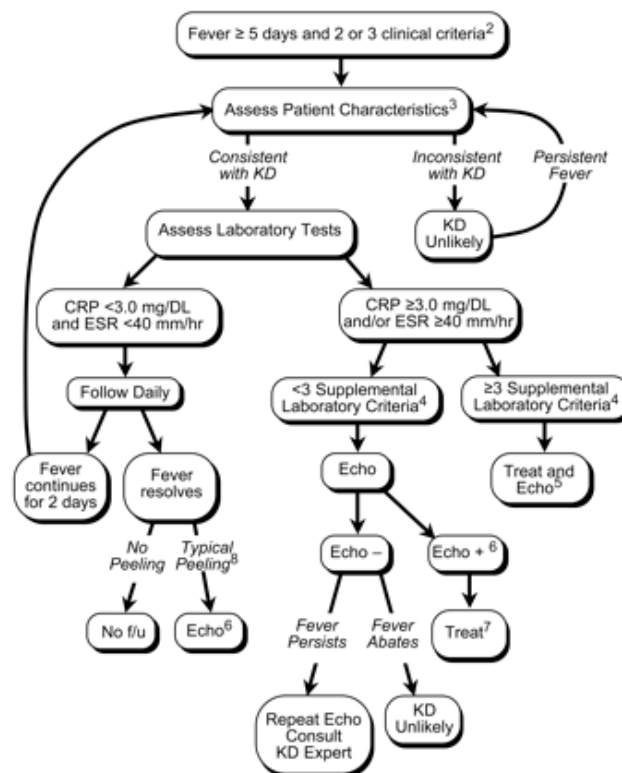 Fever ≥ 5 days and 2 or 3 clinical criteria²
Assess Patient Characteristics³
Consistent
with KD
Inconsistent
with KD
Persistent
Fever
Assess Laboratory Tests
KD
Unlikely
CRP <3.0 mg/DL
and ESR <40 mm/hr
CRP ≥3.0 mg/DL
and/or ESR ≥40 mm/hr
Follow Daily
<3 Supplemental
Laboratory Criteria⁴
≥3 Supplemental
Laboratory Criteria⁴
Fever
continues
for 2 days
Fever
resolves
Echo
Treat and
Echo⁵
No
Peeling
Typical
Peeling⁸
Echo –
Echo + ⁶
No f/u
Echo⁶
Fever
Persists
Fever
Abates
Treat⁷
Repeat Echo
Consult
KD Expert
KD
Unlikely